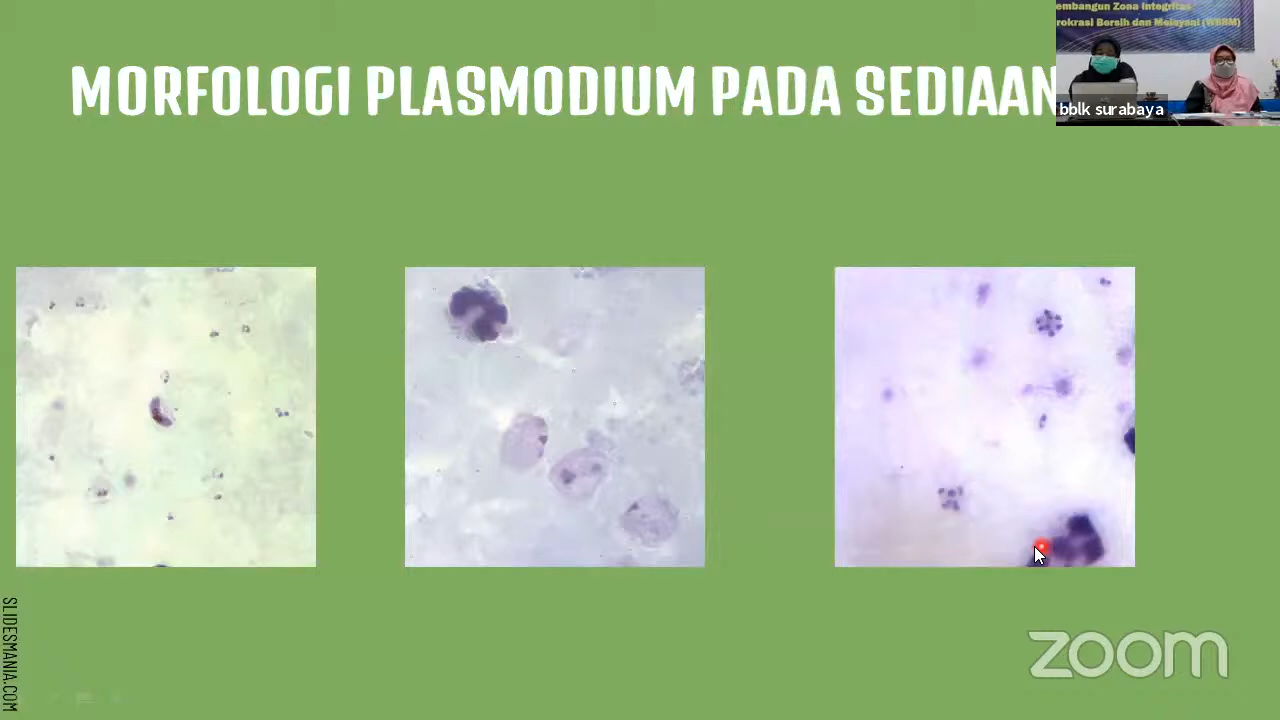 embangun Zona Integritas
rokrasi Bersih dan Melayani (WBBM)
MORFOLOGI PLASMODIUM PADA SEDIAAN
bblk surabaya
SLIDESMANIA.COM
zoom